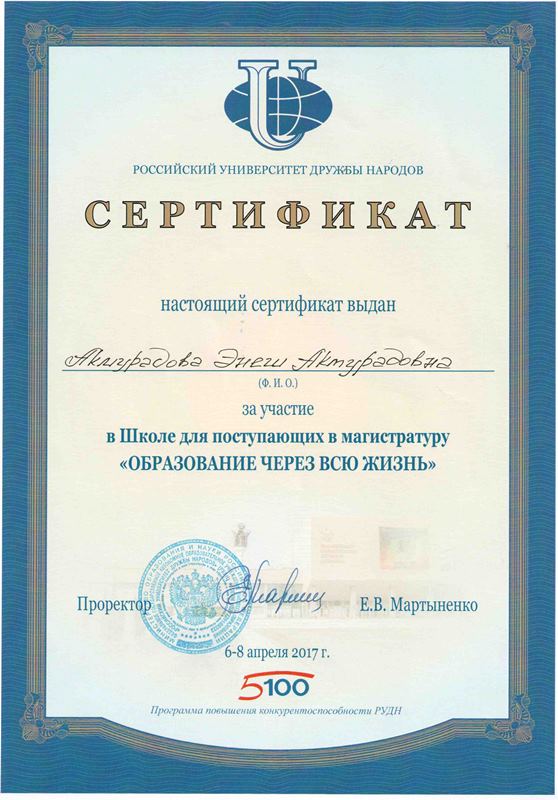 РОССИЙСКИЙ УНИВЕРСИТЕТ ДРУЖБЫ НАРОДОВ
СЕРТИФИКАТ
настоящий сертификат выдан
Акмурадова Энеш Акмурадовна
(Ф. И. О.)
за участие
в Школе для поступающих в магистратуру
«ОБРАЗОВАНИЕ ЧЕРЕЗ ВСЮ ЖИЗНЬ»
Проректор
Е.В. Мартыненко
6-8 апреля 2017 г.
5100
Программа повышения конкурентоспособности РУДН